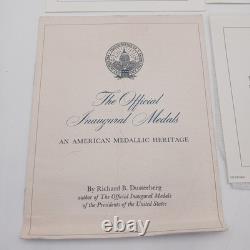 The Official
Inaugural Medals
AN AMERICAN MEDALLIC HERITAGE
By Richard B. Dusterberg
author of The Official Inaugural Medals
of the Presidents of the United States
© ebay